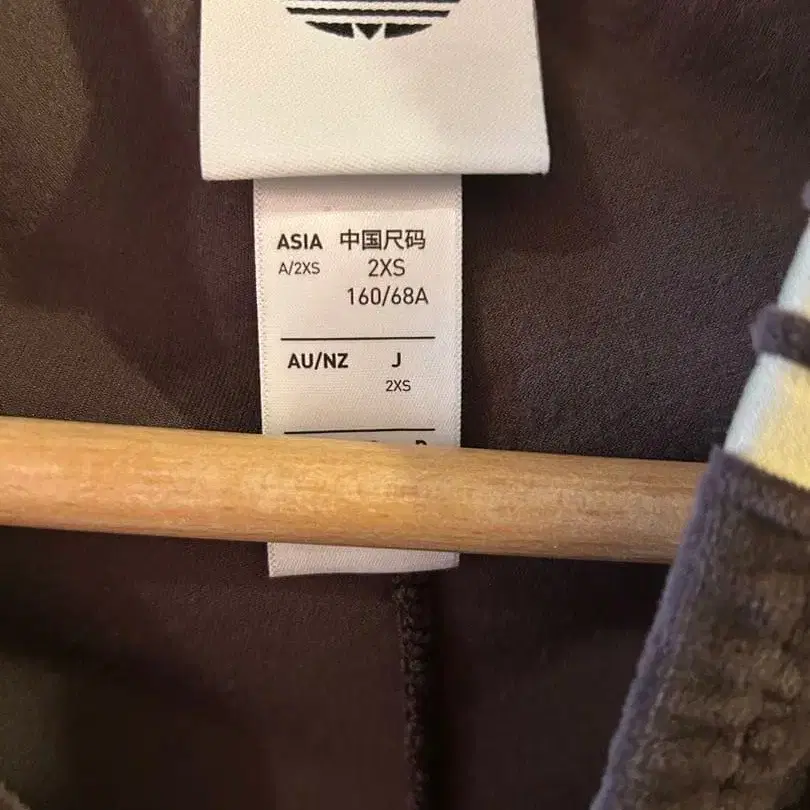 ASIA 中国尺码
A/2XS 2XS
160/68A
AU/NZ J
2XS